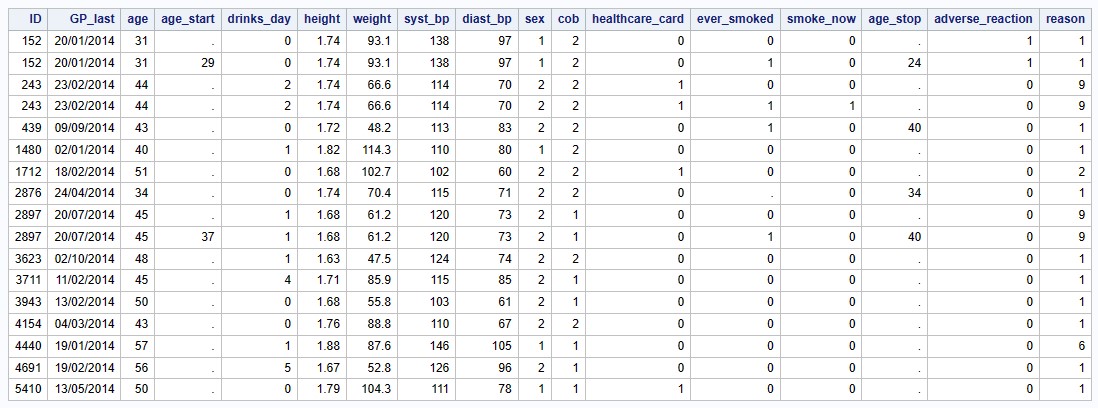 ID GP_last age age_start drinks_day height weight syst_bp diast_bp sex cob healthcare_card ever_smoked smoke_now age_stop adverse_reaction reason
152 20/01/2014 31 . 0 1.74 93.1 138 97 1 2 0 0 0 . 1 1
152 20/01/2014 31 29 0 1.74 93.1 138 97 1 2 0 1 0 24 1 1
243 23/02/2014 44 . 2 1.74 66.6 114 70 2 2 1 0 0 . 0 9
243 23/02/2014 44 . 2 1.74 66.6 114 70 2 2 1 1 1 . 0 9
439 09/09/2014 43 . 0 1.72 48.2 113 83 2 2 0 1 0 40 0 1
1480 02/01/2014 40 . 1 1.82 114.3 110 80 1 2 0 0 0 . 0 1
1712 18/02/2014 51 . 0 1.68 102.7 102 60 2 2 1 0 0 . 0 2
2876 24/04/2014 34 . 0 1.74 70.4 115 71 2 2 0 . 0 34 0 1
2897 20/07/2014 45 . 1 1.68 61.2 120 73 2 1 0 0 0 . 0 9
2897 20/07/2014 45 37 1 1.68 61.2 120 73 2 1 0 1 0 40 0 9
3623 02/10/2014 48 . 1 1.63 47.5 124 74 2 2 0 0 0 . 0 1
3711 11/02/2014 45 . 4 1.71 85.9 115 85 2 1 0 0 0 . 0 1
3943 13/02/2014 50 . 0 1.68 55.8 103 61 2 1 0 0 0 . 0 1
4154 04/03/2014 43 . 0 1.76 88.8 110 67 2 2 0 0 0 . 0 1
4440 19/01/2014 57 . 1 1.88 87.6 146 105 1 1 0 0 0 . 0 6
4691 19/02/2014 56 . 5 1.67 52.8 126 96 2 1 0 0 0 . 0 1
5410 13/05/2014 50 . 0 1.79 104.3 111 78 1 1 1 0 0 . 0 1